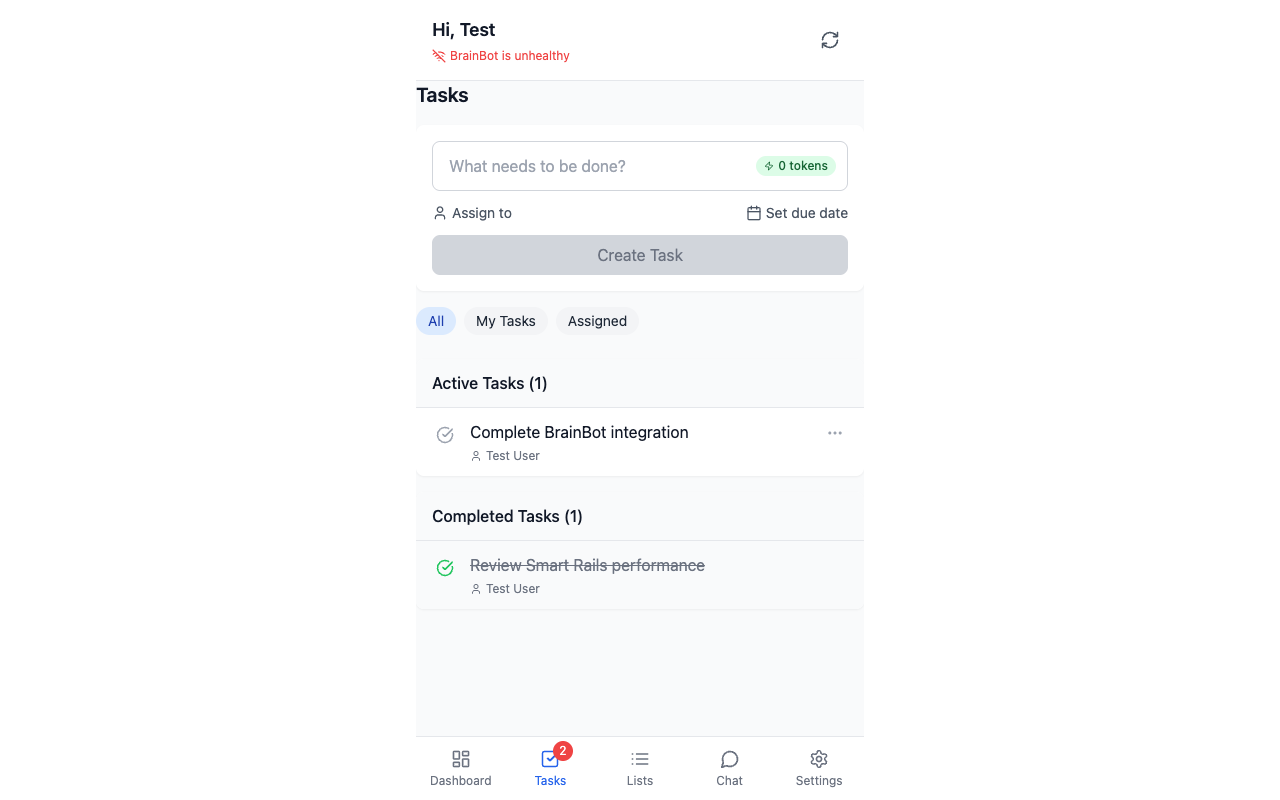 Hi, Test
BrainBot is unhealthy
Tasks
What needs to be done?
0 tokens
Assign to
Set due date
Create Task
All
My Tasks
Assigned
Active Tasks (1)
Complete BrainBot integration
Test User
Completed Tasks (1)
Review Smart Rails performance
Test User
2
Dashboard
Tasks
Lists
Chat
Settings